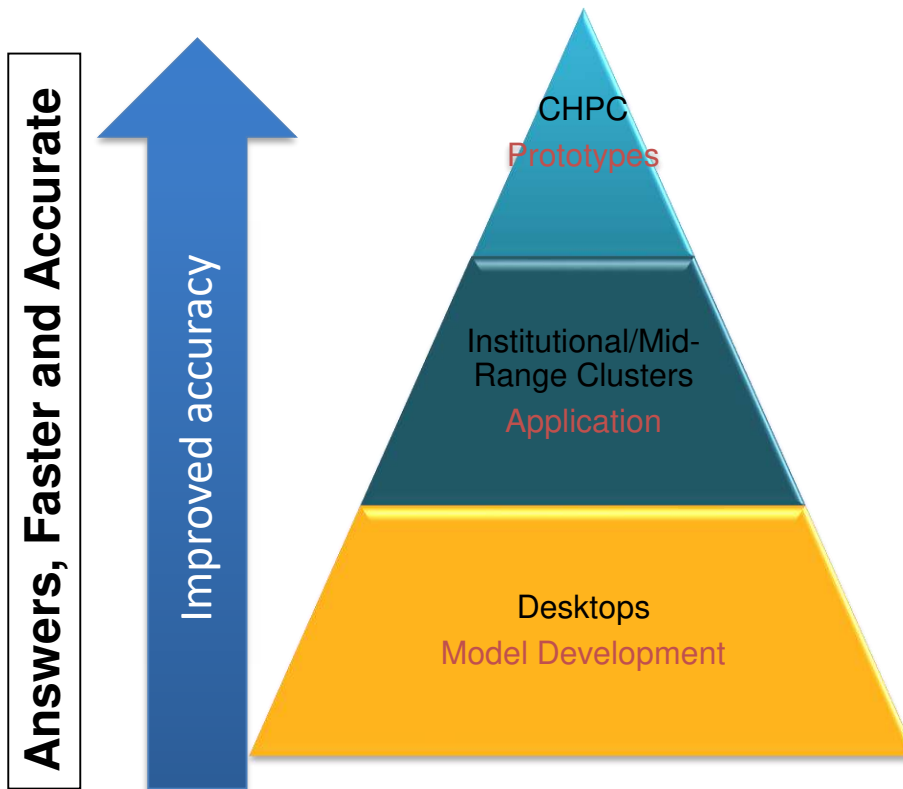 Answers, Faster and Accurate
Improved accuracy
CHPC
Prototypes
Institutional/Mid-
Range Clusters
Application
Desktops
Model Development